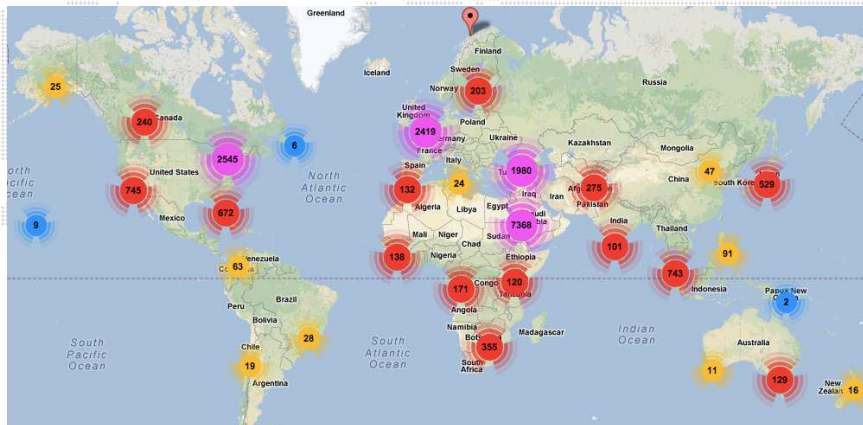 Greenland
Iceland
Finland
Sweden
Norway
Russia
25
203
240
Canada
United
Kingdom
Poland
2419
Ukraine
6
Kazakhstan
Mongolia
2545
France
Italy
Spain
United States
North
Atlantic
Ocean
1980
24
275
47
China
South Korea
529
745
132
Iraq
Iran
Pakistan
Algeria
Libya
Egypt
672
Mexico
9
7368
India
Mali
Niger
Sudan
Chad
Thailand
101
138
Nigeria
Ethiopia
91
Venezuela
63
743
171
Congo
120
Tanzania
Indonesia
Papua New
2
Peru
Brazil
Angola
Bolivia
Namibia
Madagascar
Indian
Ocean
South
Pacific
Ocean
Chile
28
South
Atlantic
Ocean
355
Australia
19
South
Africa
11
129
Argentina
New
16